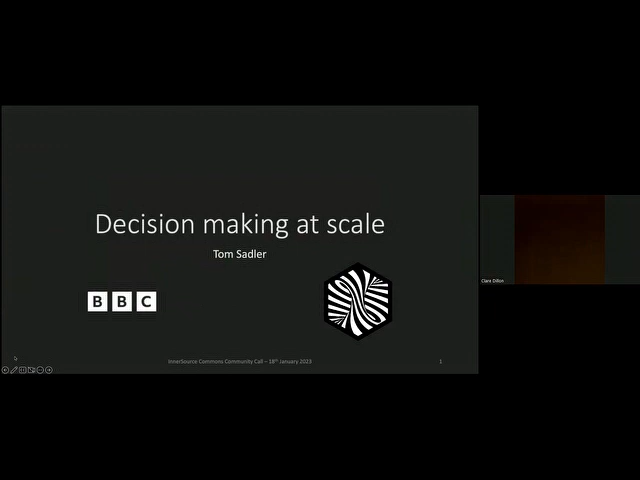 Decision making at scale
Tom Sadler
BBC
InnerSource Commons Community Call – 18th January 2023
1
Clare Dillon